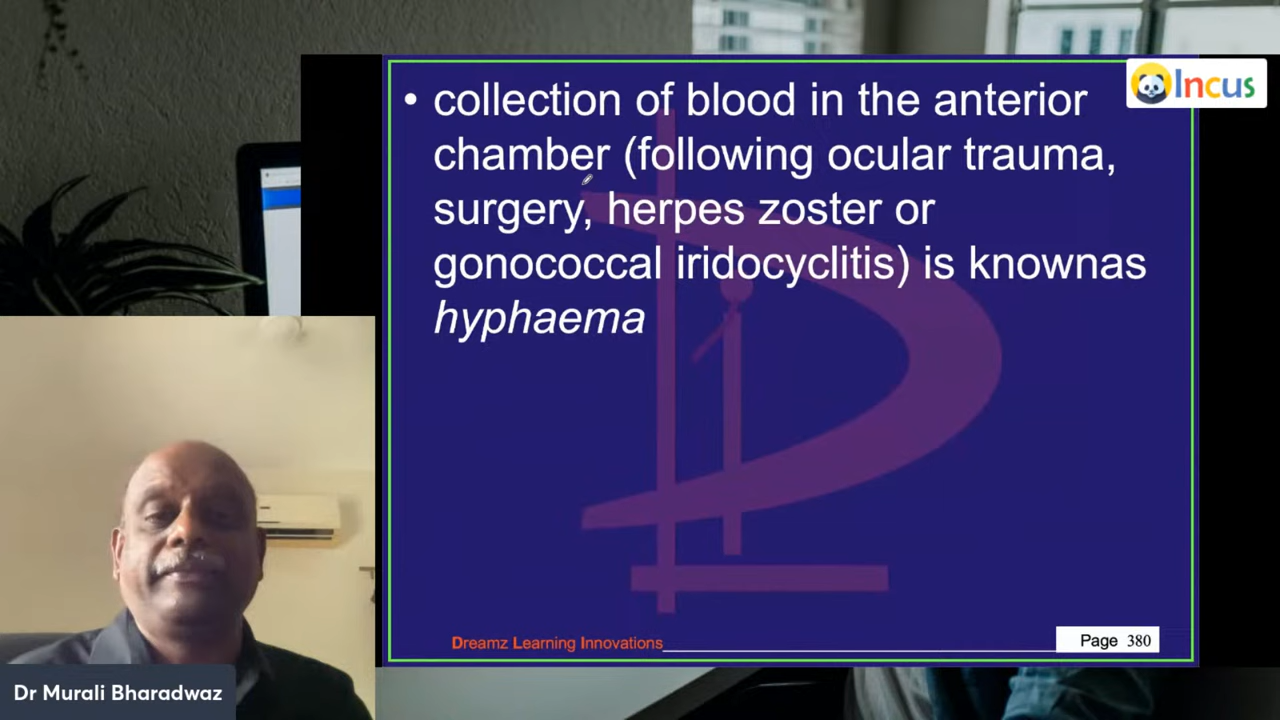 Incus
• collection of blood in the anterior
chamber (following ocular trauma,
surgery, herpes zoster or
gonococcal iridocyclitis) is knownas
hyphaema
Dreamz Learning Innovations
Page 380
Dr Murali Bharadwaz